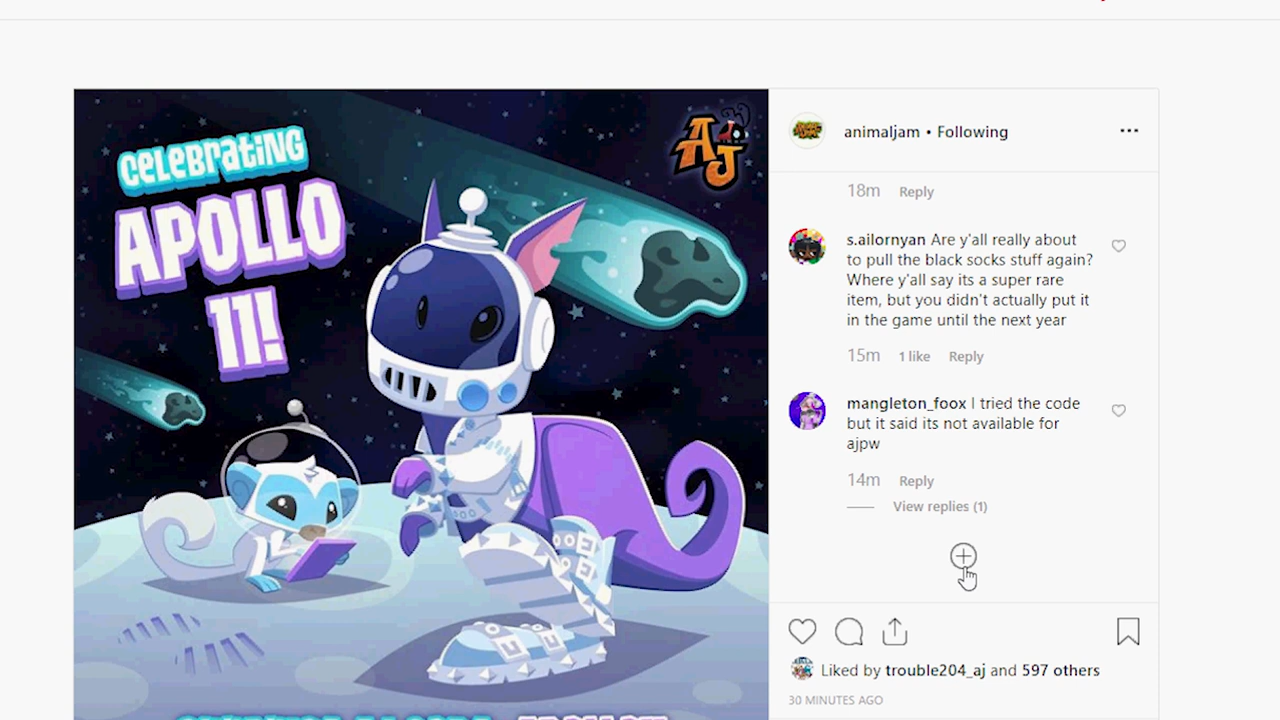 CELEBRATING
APOLLO
11!
AJ
animaljam • Following
18m Reply
s.ailornyan Are y'all really about
to pull the black socks stuff again?
Where y'all say its a super rare
item, but you didn't actually put it
in the game until the next year
15m 1 like Reply
mangleton_foox I tried the code
but it said its not available for
ajpw
14m Reply
View replies (1)
Liked by trouble204_aj and 597 others
30 MINUTES AGO